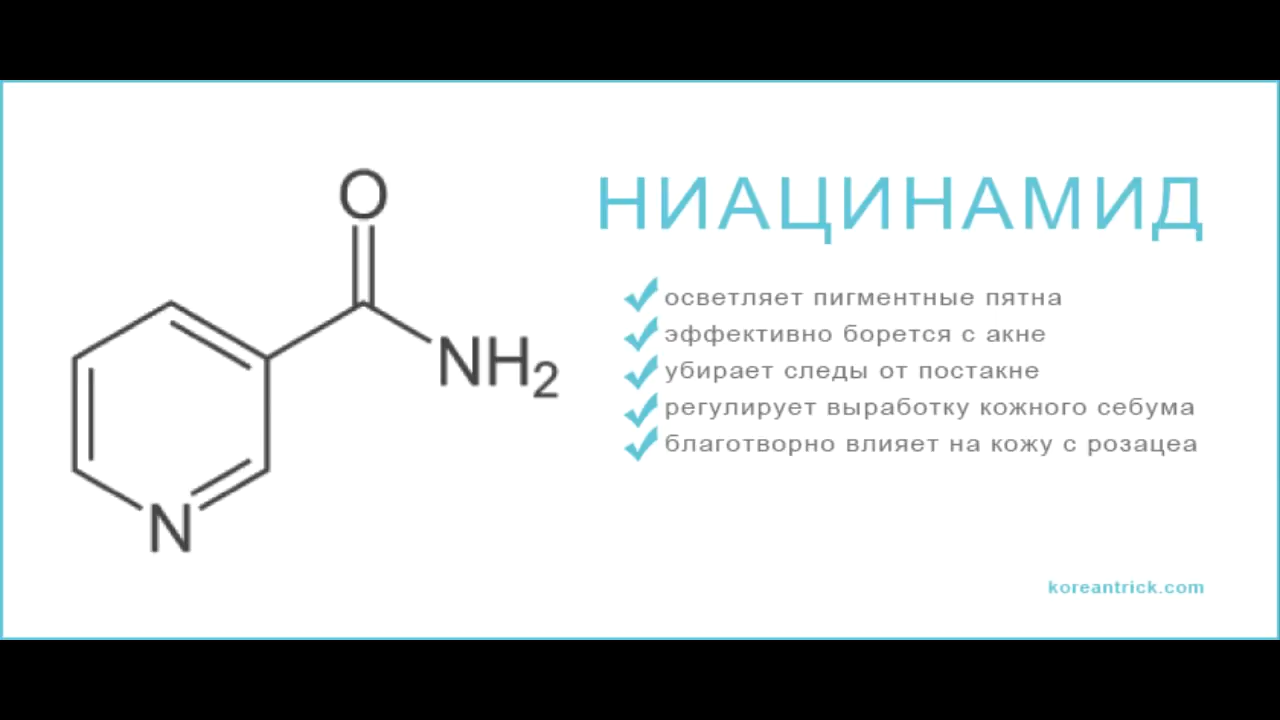 O
NH2
N
НИАЦИНАМИД
осветляет пигментные пятна
эффективно борется с акне
убирает следы от постакне
регулирует выработку кожного себума
благотворно влияет на кожу с розацеа
koreantrick.com